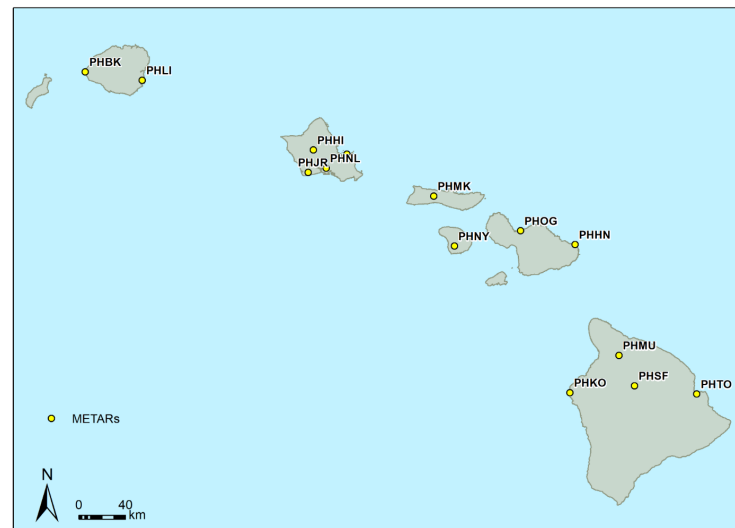 PHBK
PHLI
PHHI
PHNL
PHJR
PHMK
PHOG
PHHN
PHNY
PHMU
PHSF
PHKO
PHTO
METARs
N
0 40
km